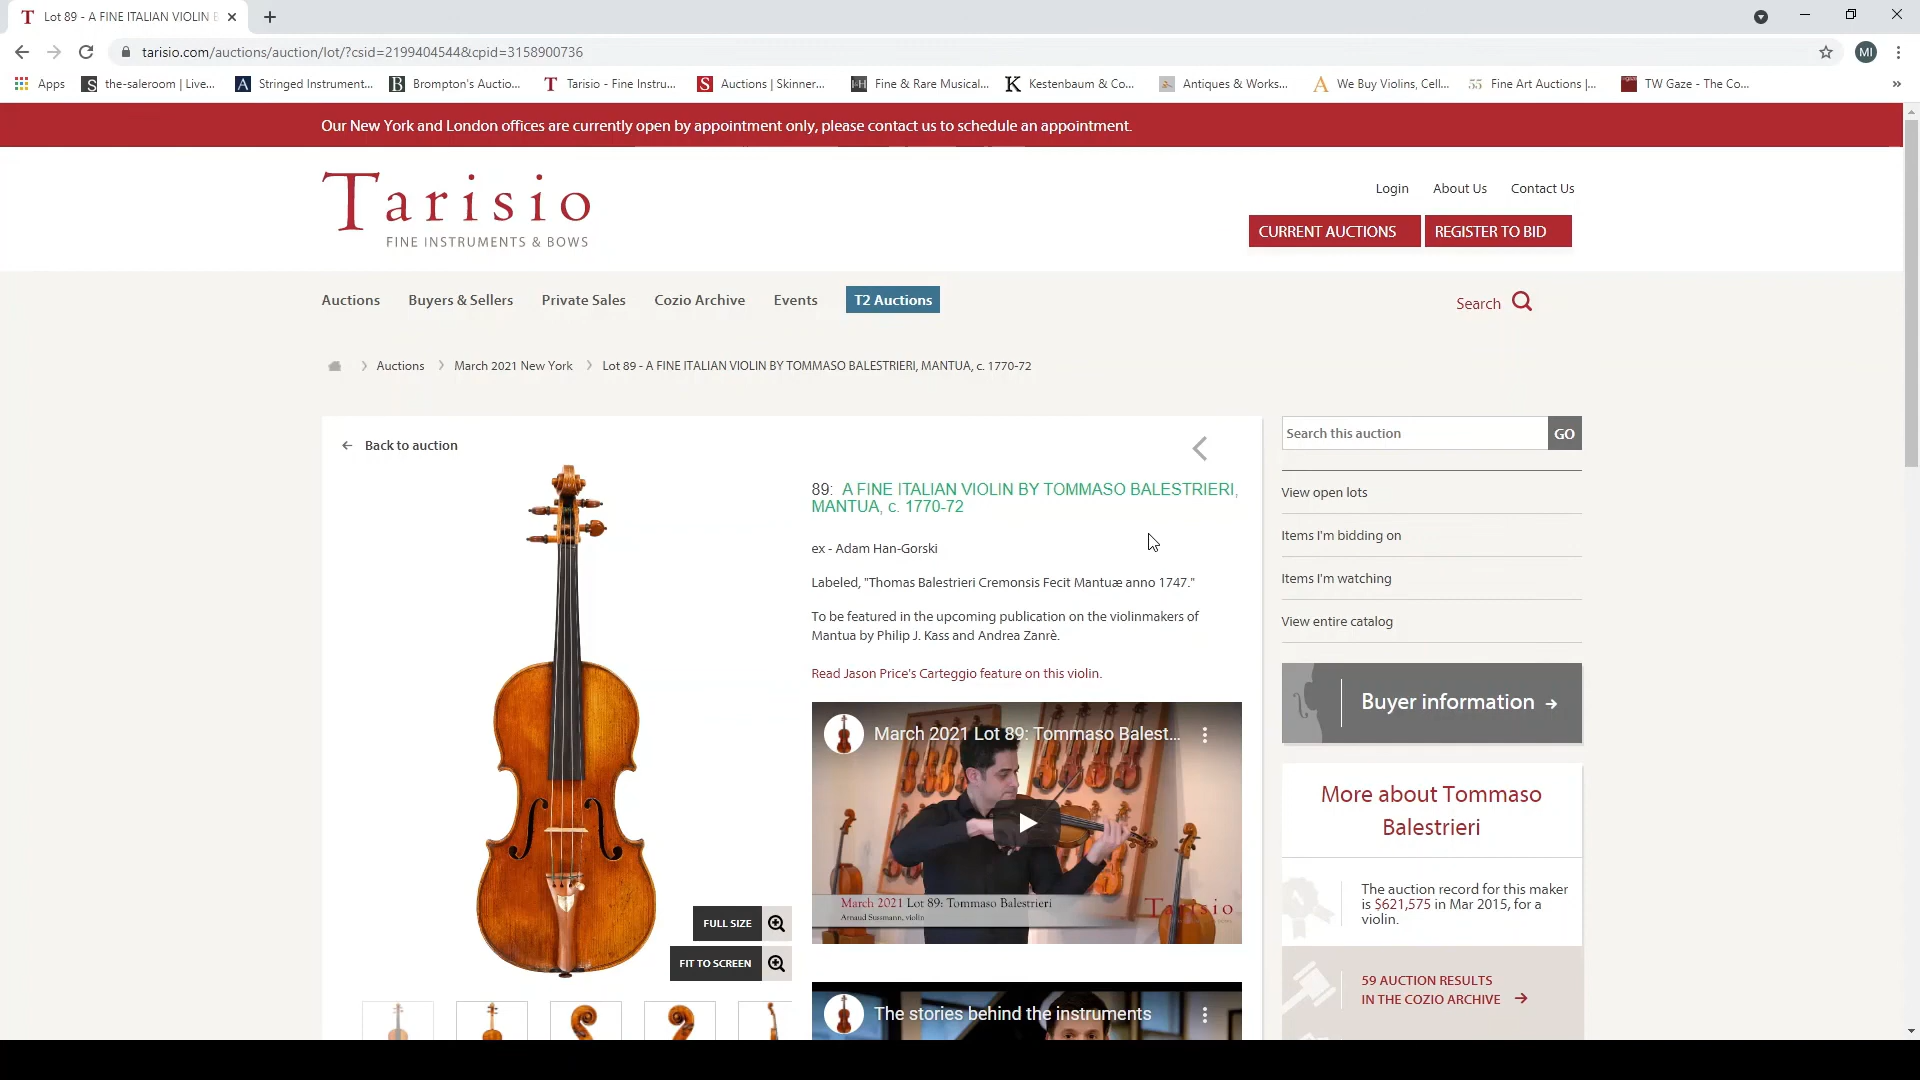 Lot 89 - A FINE ITALIAN VIOLIN
tarisio.com/auctions/auction/lot/?csid=2199404544&cpid=3158900736
MI
Apps
the-saleroom | Live...
Stringed Instrument...
Brompton's Auctio...
Tarisio - Fine Instru...
Auctions | Skinner...
Fine & Rare Musical...
Kestenbaum & Co...
Antiques & Works...
We Buy Violins, Cell...
Fine Art Auctions |...
TW Gaze - The Co...
»
Our New York and London offices are currently open by appointment only, please contact us to schedule an appointment.
Tarisio
FINE INSTRUMENTS & BOWS
Login
About Us
Contact Us
CURRENT AUCTIONS
REGISTER TO BID
Auctions
Buyers & Sellers
Private Sales
Cozio Archive
Events
T2 Auctions
Search
Auctions
March 2021 New York
Lot 89 - A FINE ITALIAN VIOLIN BY TOMMASO BALESTRIERI, MANTUA, c. 1770-72
Back to auction
89: A FINE ITALIAN VIOLIN BY TOMMASO BALESTRIERI,
MANTUA, c. 1770-72
ex - Adam Han-Gorski
Labeled, "Thomas Balestrieri Cremonsis Fecit Mantuæ anno 1747."
To be featured in the upcoming publication on the violinmakers of
Mantua by Philip J. Kass and Andrea Zanrè.
Read Jason Price's Carteggio feature on this violin.
March 2021 Lot 89: Tommaso Balest...
March 2021 Lot 89: Tommaso Balestrieri
Arnaud Sussmann, violin
Tarisio
The stories behind the instruments
FULL SIZE
FIT TO SCREEN
Search this auction
GO
View open lots
Items I'm bidding on
Items I'm watching
View entire catalog
Buyer information
More about Tommaso
Balestrieri
The auction record for this maker
is $621,575 in Mar 2015, for a
violin.
59 AUCTION RESULTS
IN THE COZIO ARCHIVE